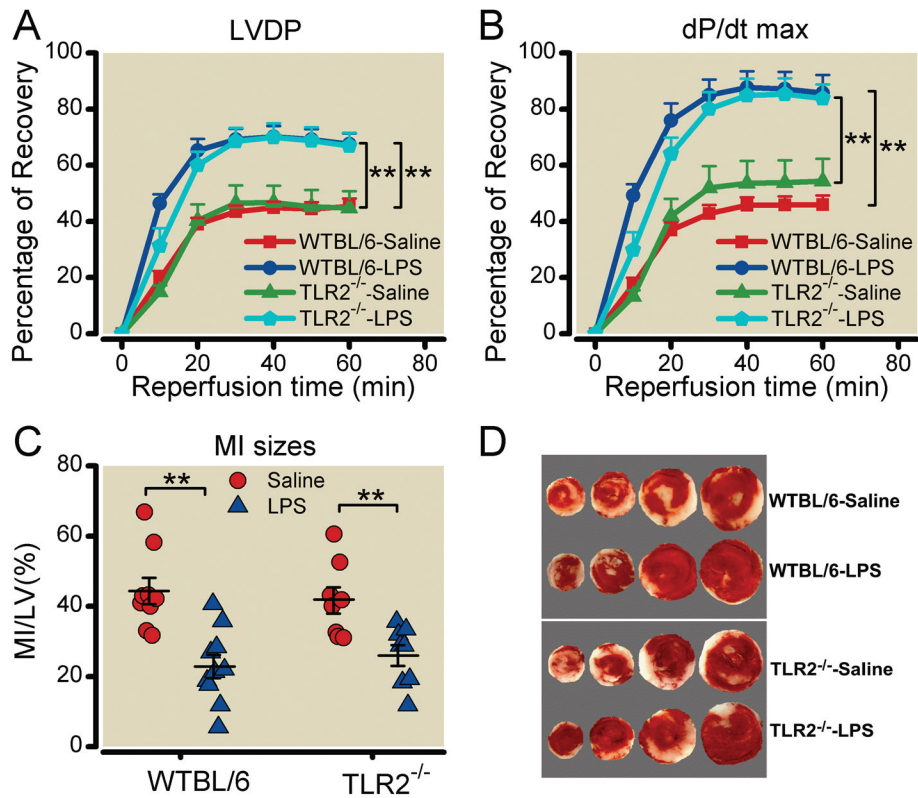 A
LVDP
Percentage of Recovery
100
80
60
40
20
0
**
**
WTBL/6-Saline
WTBL/6-LPS
TLR2-/--Saline
TLR2-/--LPS
0
20
40
60
80
Reperfusion time (min)
B
dP/dt max
Percentage of Recovery
100
80
60
40
20
0
**
**
WTBL/6-Saline
WTBL/6-LPS
TLR2-/--Saline
TLR2-/--LPS
0
20
40
60
80
Reperfusion time (min)
C
MI sizes
MI/LV(%)
80
60
40
20
0
Saline
LPS
**
**
WTBL/6
TLR2-/-
D
WTBL/6-Saline
WTBL/6-LPS
TLR2-/--Saline
TLR2-/--LPS